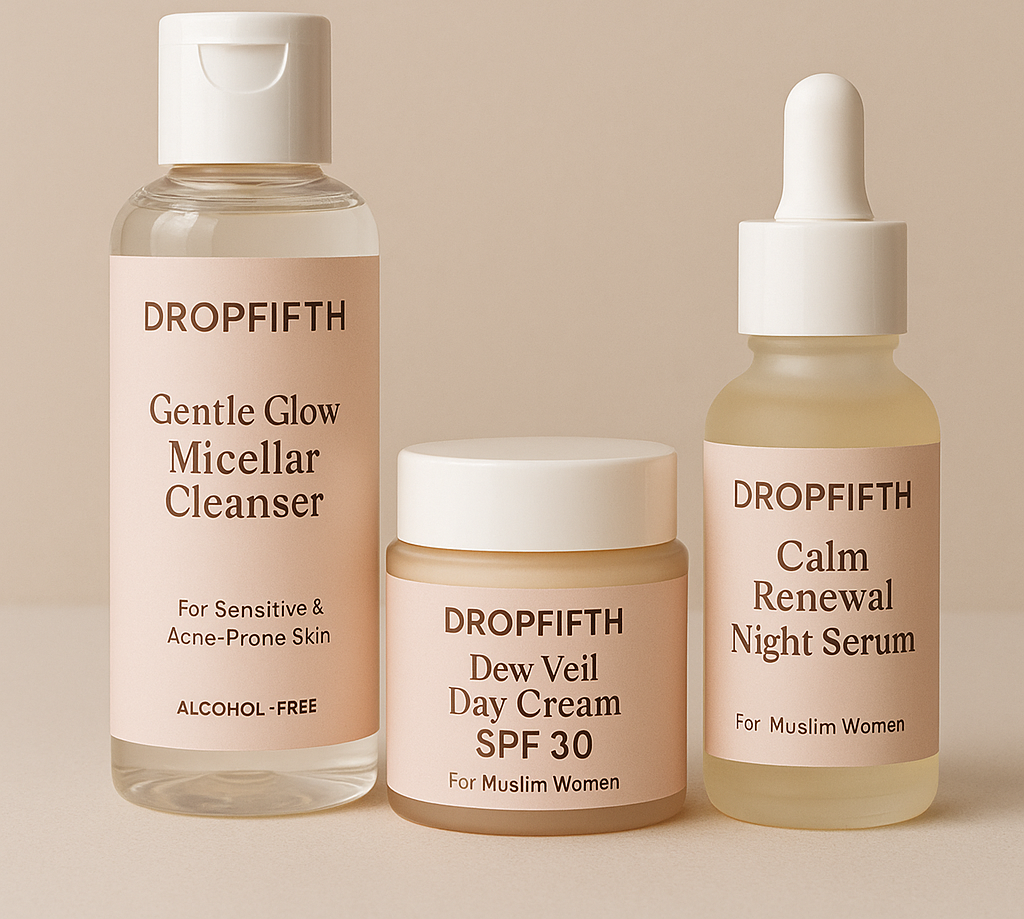 DROPFIFTH
Gentle Glow
Micellar
Cleanser
For Sensitive &
Acne-Prone Skin
ALCOHOL-FREE
DROPFIFTH
Dew Veil
Day Cream
SPF 30
For Muslim Women
DROPFIFTH
Calm
Renewal
Night Serum
For Muslim Women